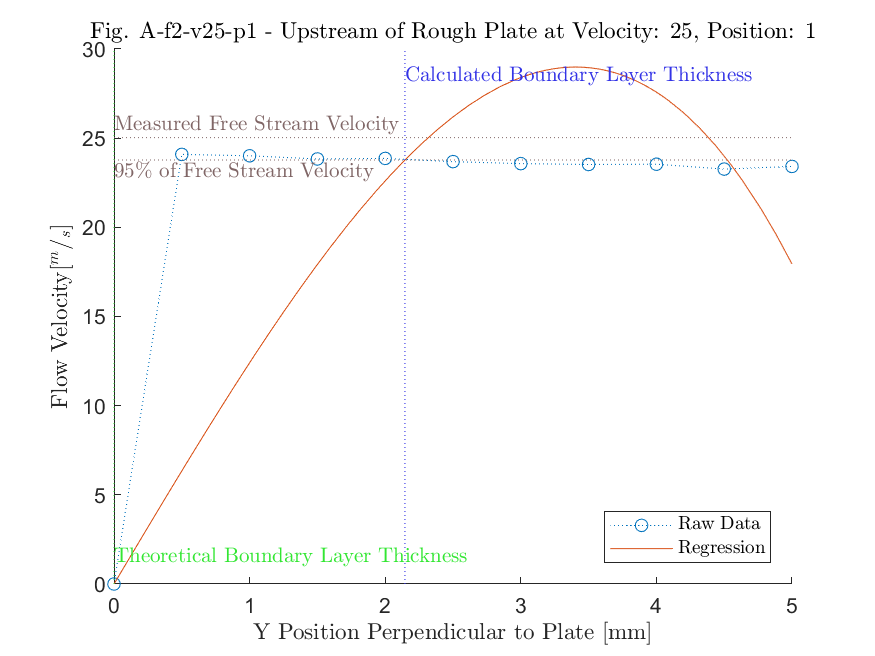 Fig. A-f2-v25-p1 - Upstream of Rough Plate at Velocity: 25, Position: 1
30
Calculated Boundary Layer Thickness
Measured Free Stream Velocity
25
95% of Free Stream Velocity
20
Flow Velocity[m/s]
15
10
5
Raw Data
Regression
Theoretical Boundary Layer Thickness
0
0 1 2 3 4 5
Y Position Perpendicular to Plate [mm]